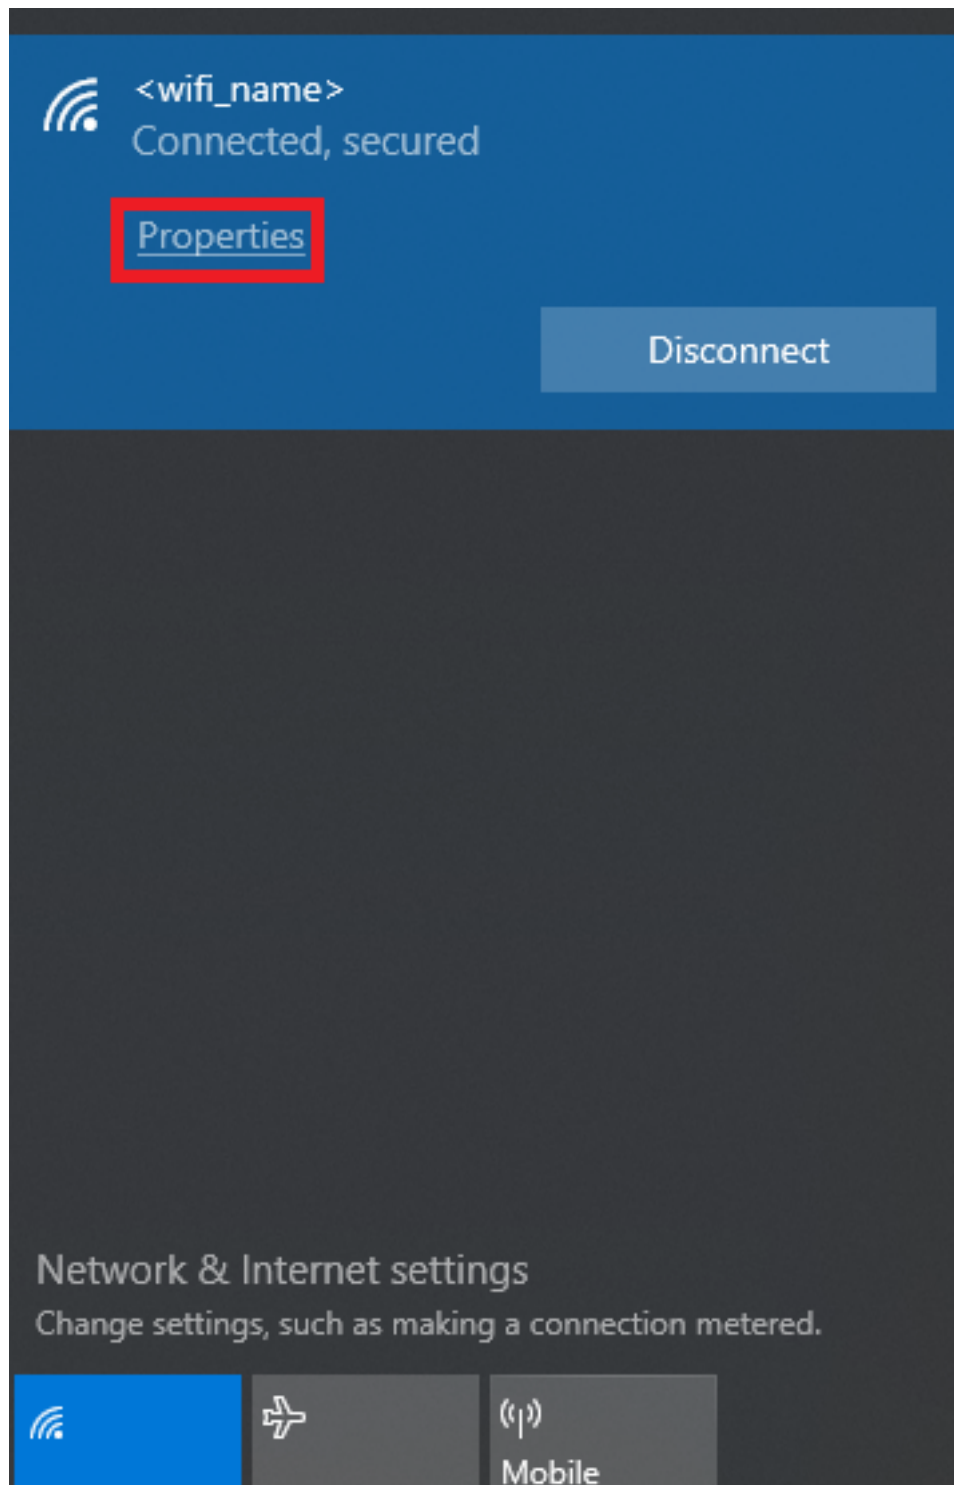 <wifi_name>
Connected, secured
Properties
Disconnect
Network & Internet settings
Change settings, such as making a connection metered.
Mobile